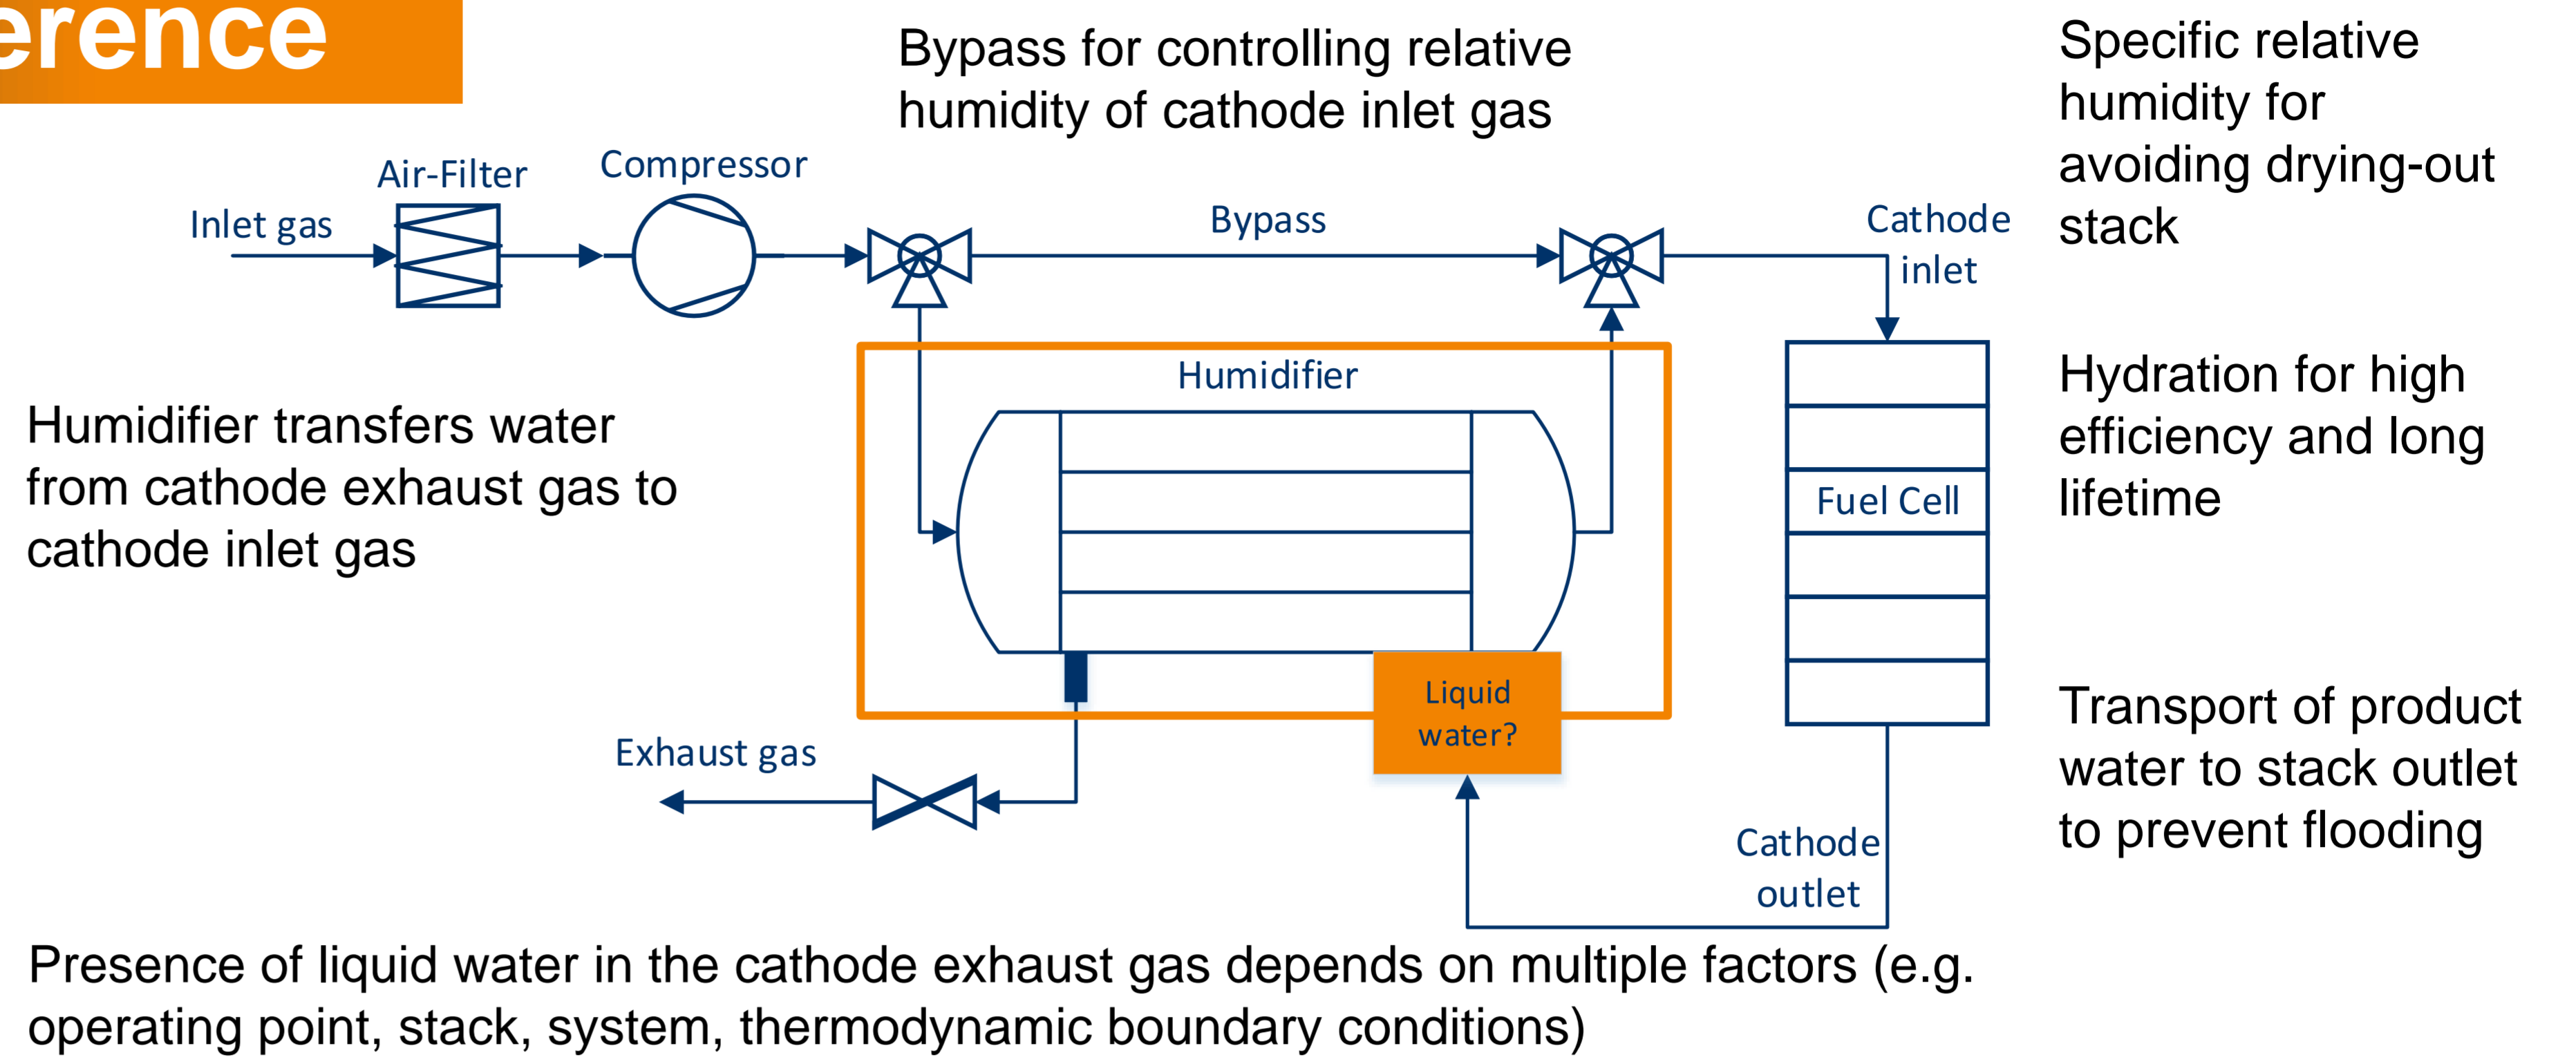 erence
Bypass for controlling relative
humidity of cathode inlet gas
Specific relative
humidity for
avoiding drying-out
stack
Air-Filter
Compressor
Inlet gas
Bypass
Cathode
inlet
Humidifier
Humidifier transfers water
from cathode exhaust gas to
cathode inlet gas
Hydration for high
efficiency and long
lifetime
Fuel Cell
Liquid
water?
Exhaust gas
Transport of product
water to stack outlet
to prevent flooding
Cathode
outlet
Presence of liquid water in the cathode exhaust gas depends on multiple factors (e.g.
operating point, stack, system, thermodynamic boundary conditions)